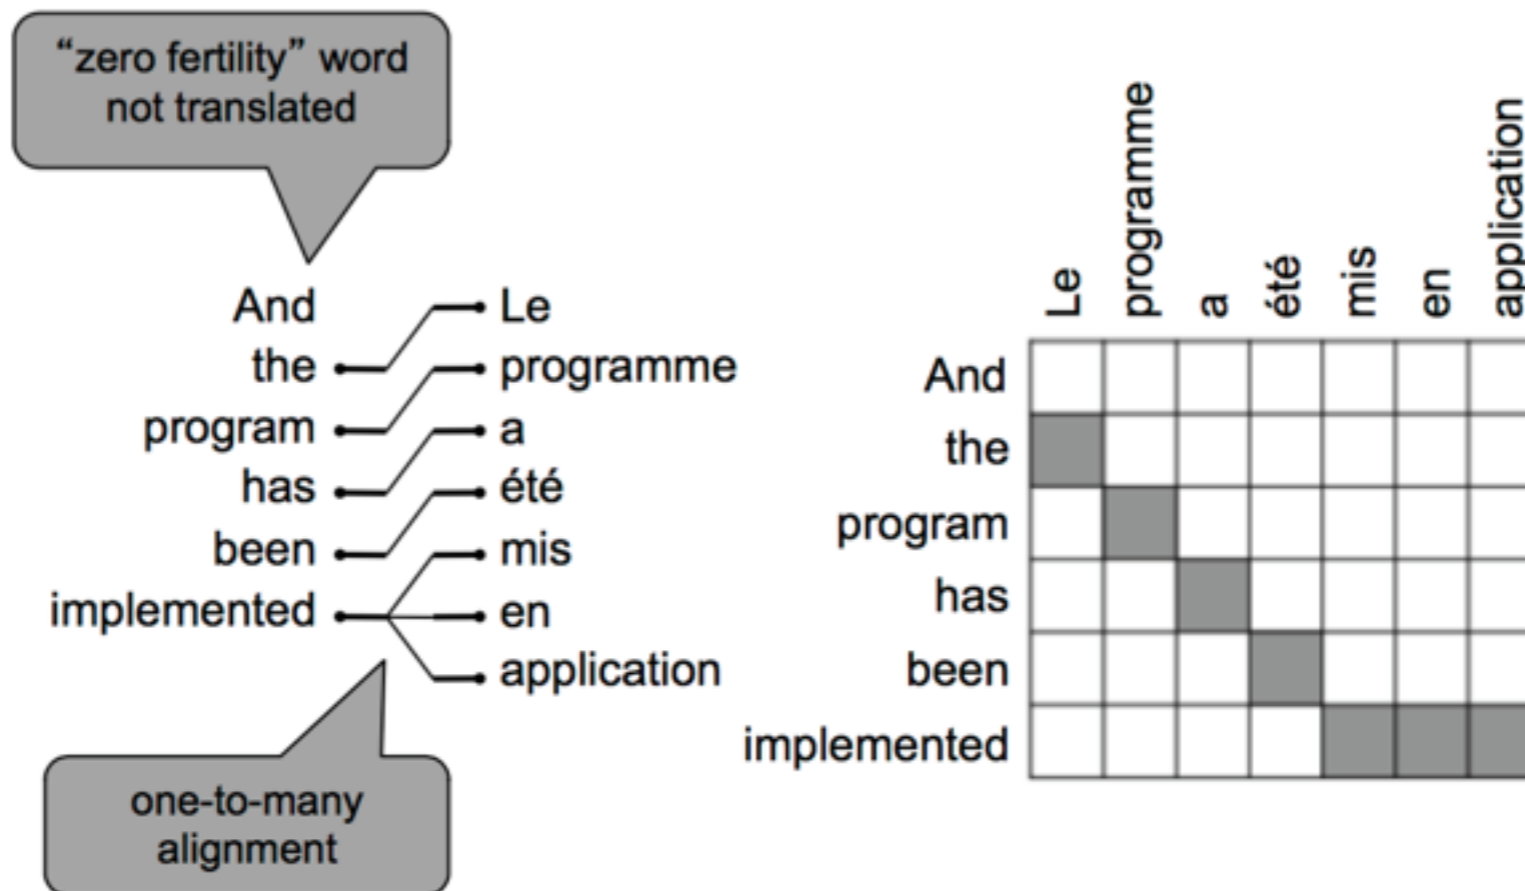 “zero fertility” word
not translated
And
the
program
has
been
implemented
Le
programme
a
été
mis
en
application
one-to-many
alignment
Le
programme
a
été
mis
en
application
And
the
program
has
been
implemented